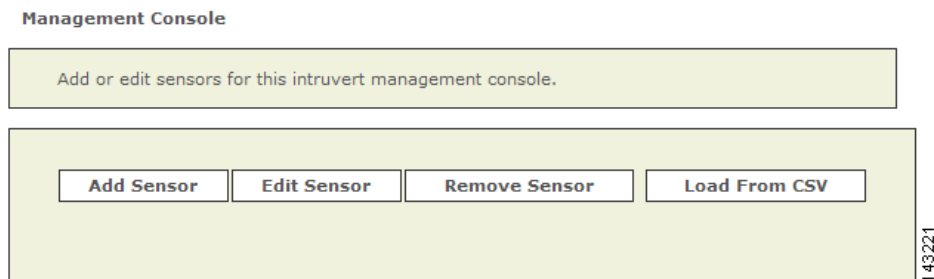 Management Console
Add or edit sensors for this intruvert management console.
Add Sensor Edit Sensor Remove Sensor Load From CSV
143221